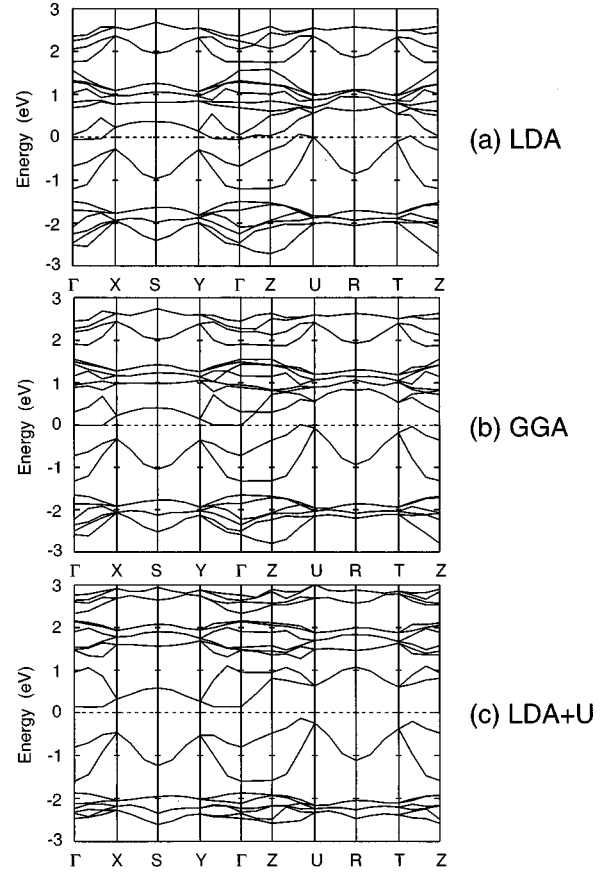 3
2
1
0
-1
-2
-3
Energy (eV)
Γ X S Y Γ Z U R T Z
(a) LDA
3
2
1
0
-1
-2
-3
Energy (eV)
Γ X S Y Γ Z U R T Z
(b) GGA
3
2
1
0
-1
-2
-3
Energy (eV)
Γ X S Y Γ Z U R T Z
(c) LDA+U